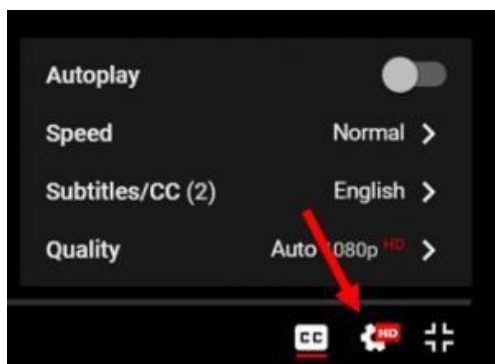 Autoplay
Speed Normal
Subtitles/CC (2) English
Quality Auto 1080p HD
CC HD